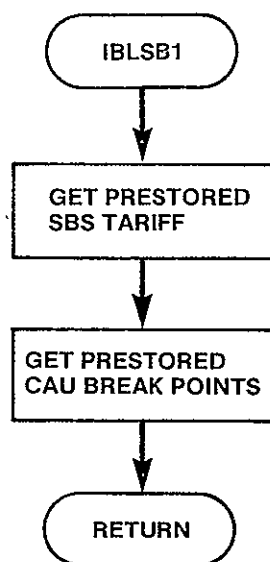 IBLSB1
GET PRESTORED
SBS TARIFF
GET PRESTORED
CAU BREAK POINTS
RETURN